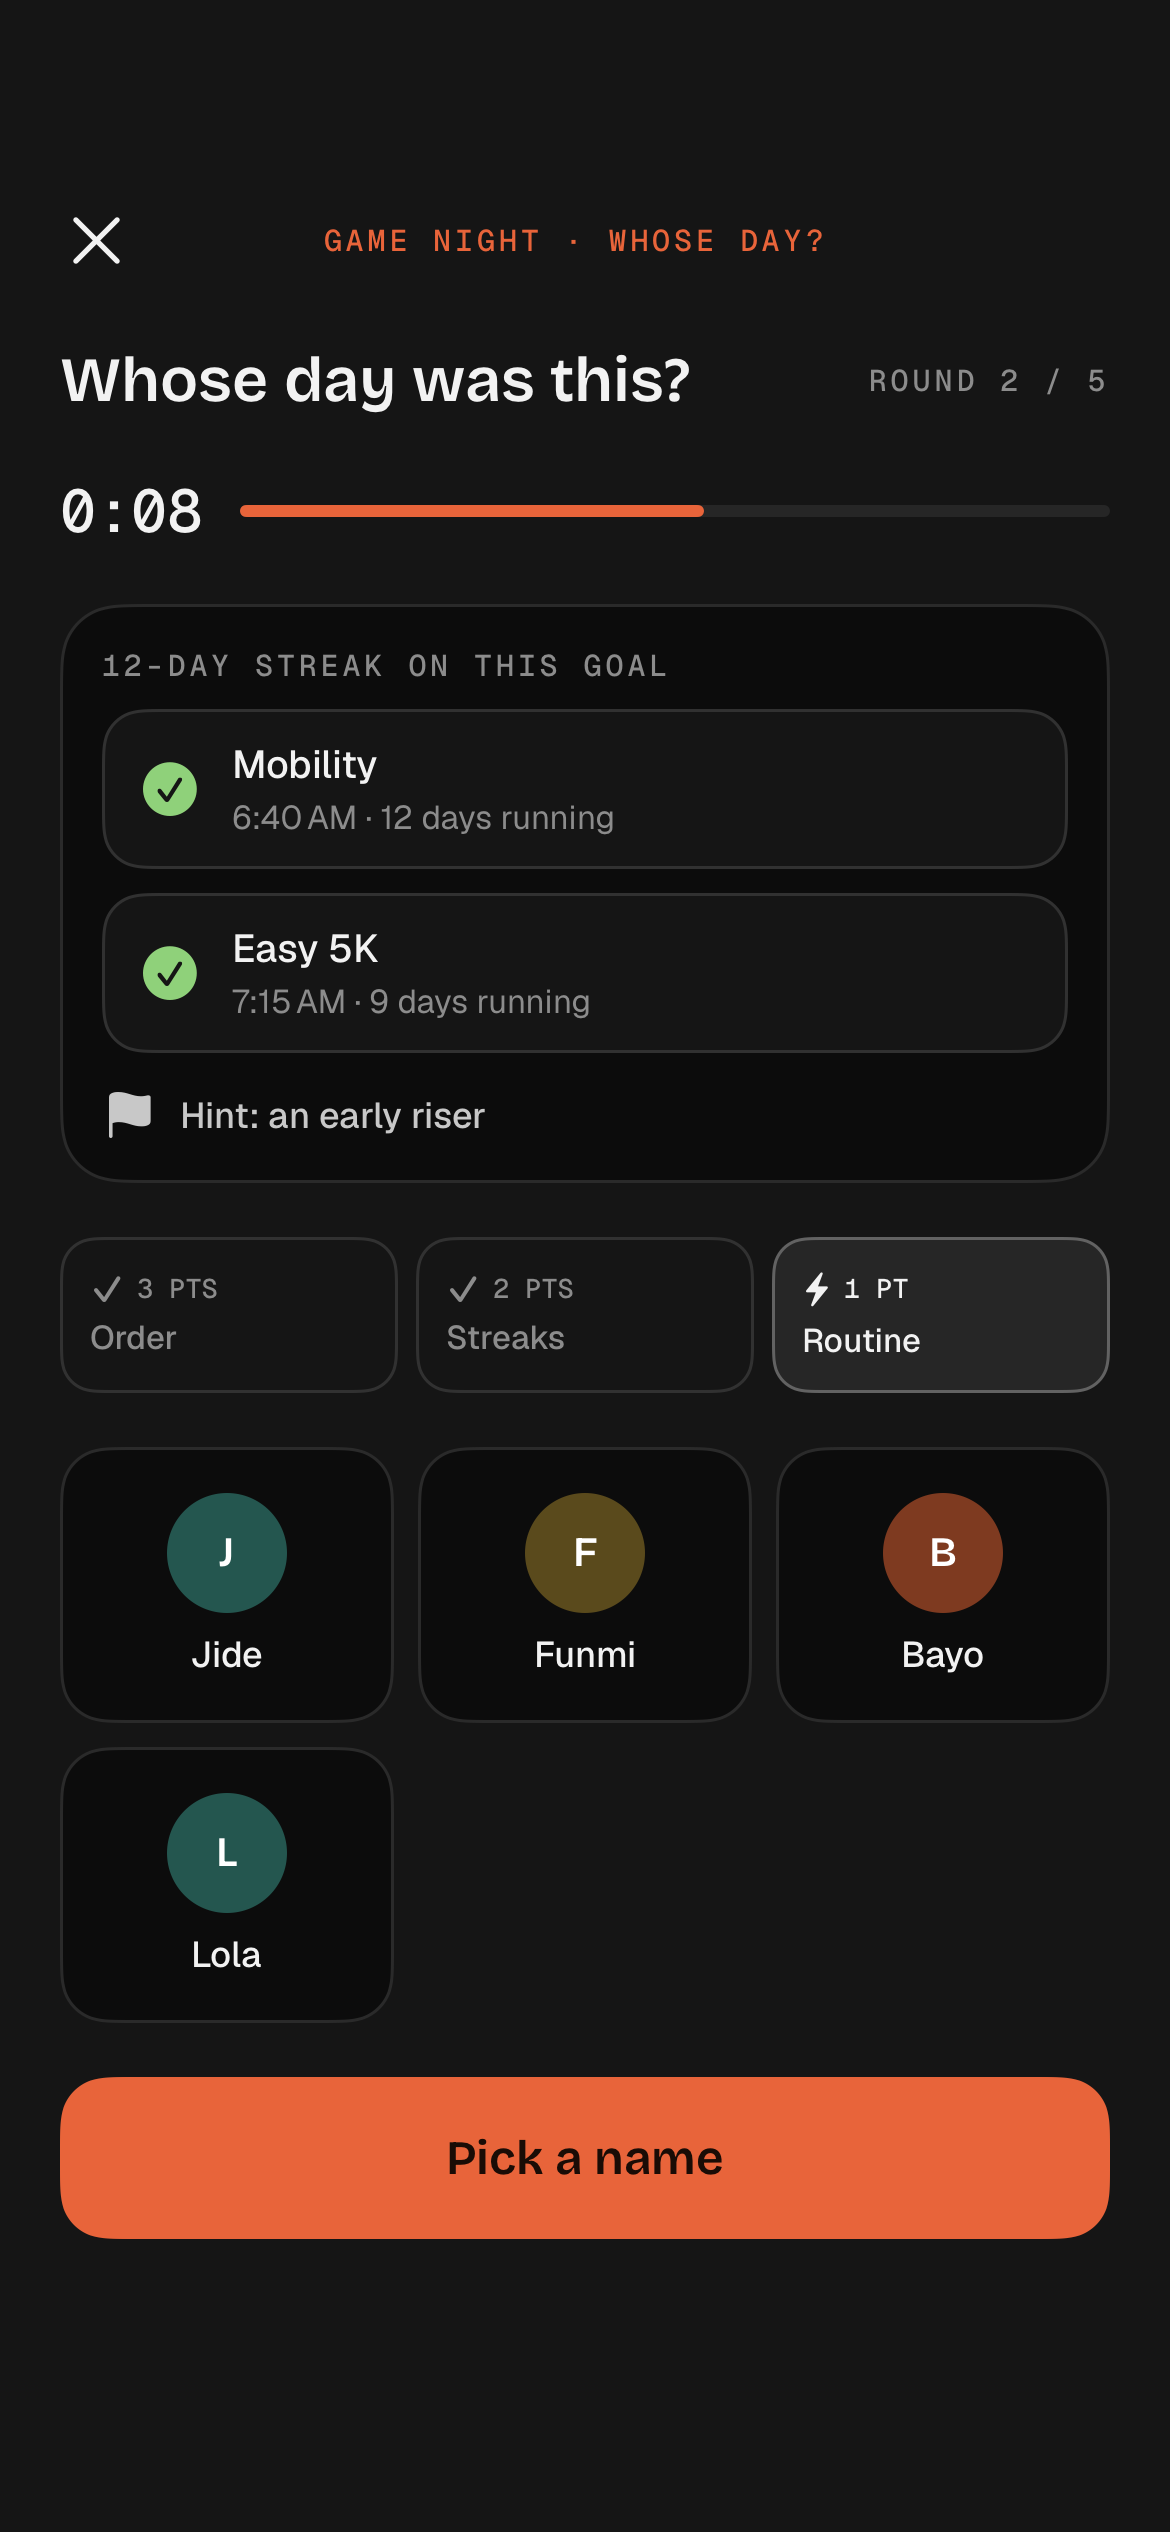 GAME NIGHT · WHOSE DAY?
Whose day was this?
ROUND 2 / 5
0:08
12-DAY STREAK ON THIS GOAL
Mobility
6:40 AM · 12 days running
Easy 5K
7:15 AM · 9 days running
Hint: an early riser
3 PTS
Order
2 PTS
Streaks
1 PT
Routine
J
Jide
F
Funmi
B
Bayo
L
Lola
Pick a name